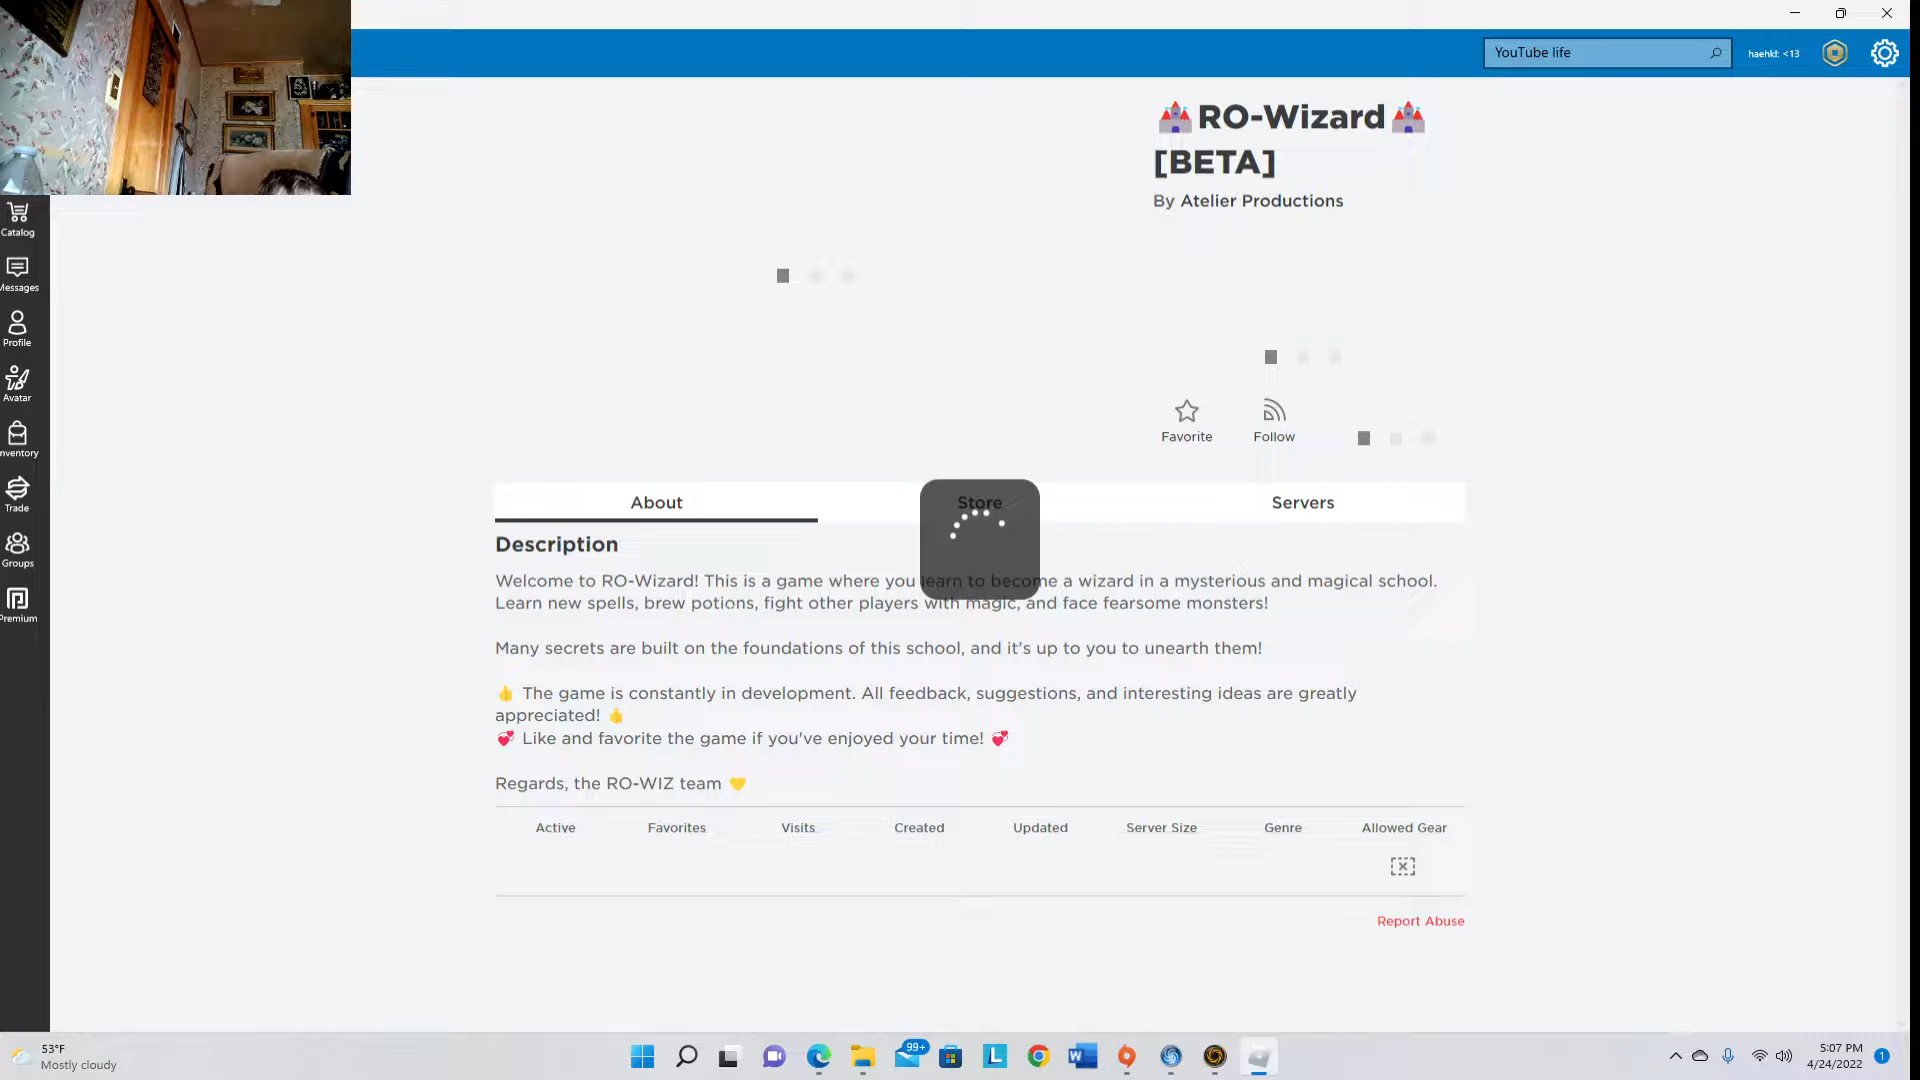 YouTube life
haehkt: <13
🏰RO-Wizard🏰
[BETA]
By Atelier Productions
Catalog
Messages
Profile
Avatar
nventory
Trade
Groups
Premium
Favorite
Follow
About
Store
Servers
Description
Welcome to RO-Wizard! This is a game where you learn to become a wizard in a mysterious and magical school.
Learn new spells, brew potions, fight other players with magic, and face fearsome monsters!
Many secrets are built on the foundations of this school, and it's up to you to unearth them!
👍 The game is constantly in development. All feedback, suggestions, and interesting ideas are greatly
appreciated! 👍
💞 Like and favorite the game if you've enjoyed your time! 💞
Regards, the RO-WIZ team 💛
Active Favorites Visits Created Updated Server Size Genre Allowed Gear
Report Abuse
53°F
Mostly cloudy
99+
L
W
5:07 PM
4/24/2022
1